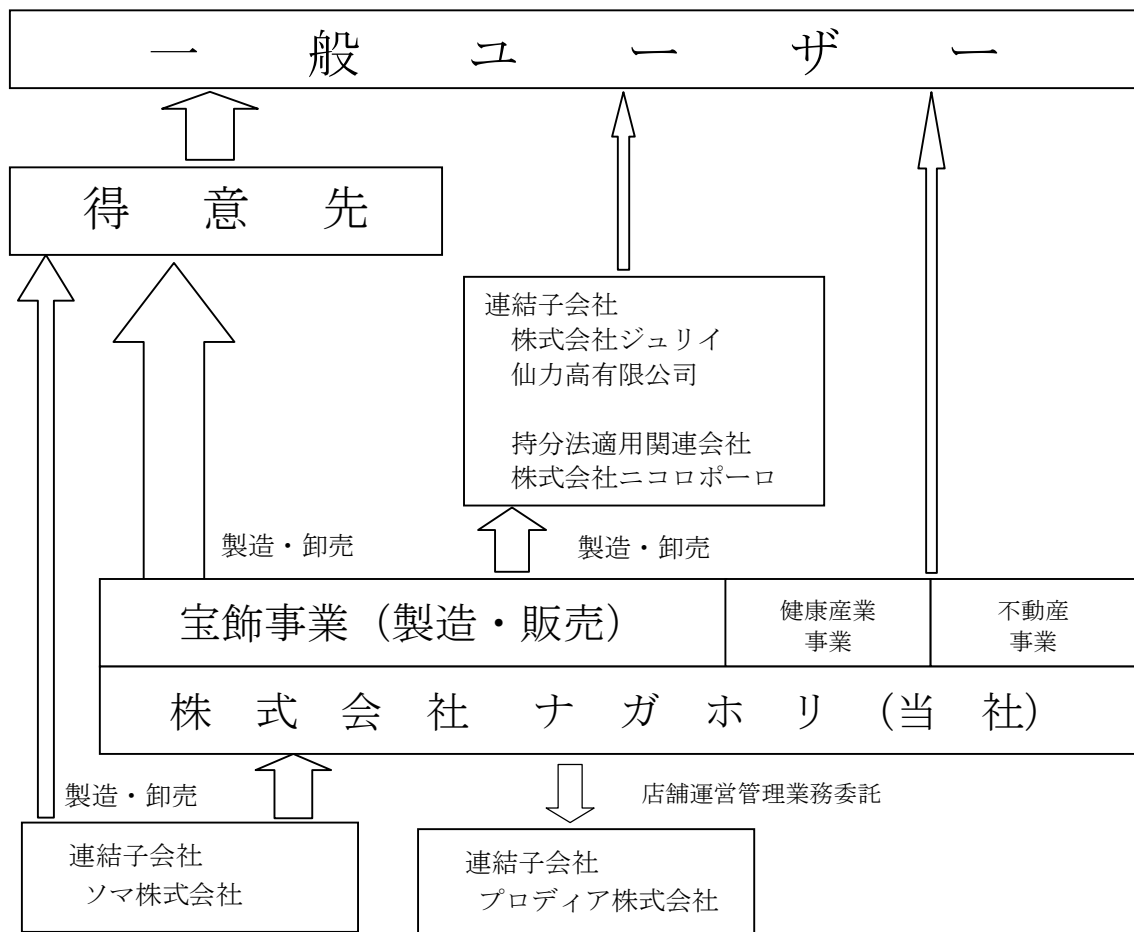 一般ユーザー
得意先
連結子会社
株式会社ジュリイ
仙力高有限公司
持分法適用関連会社
株式会社ニコロポーロ
製造・卸売
製造・卸売
宝飾事業（製造・販売）
健康産業
事業
不動産
事業
株式会社ナガホリ（当社）
製造・卸売
店舗運営管理業務委託
連結子会社
ソマ株式会社
連結子会社
プロディア株式会社